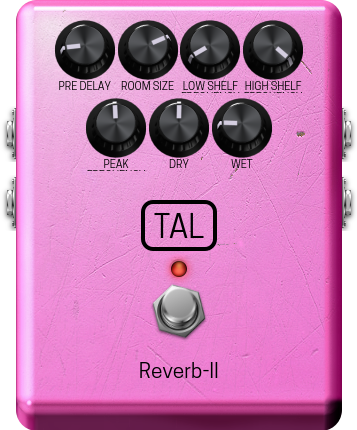 PRE DELAY ROOM SIZE LOW SHELF HIGH SHELF
PEAK DRY WET
TAL
Reverb-II